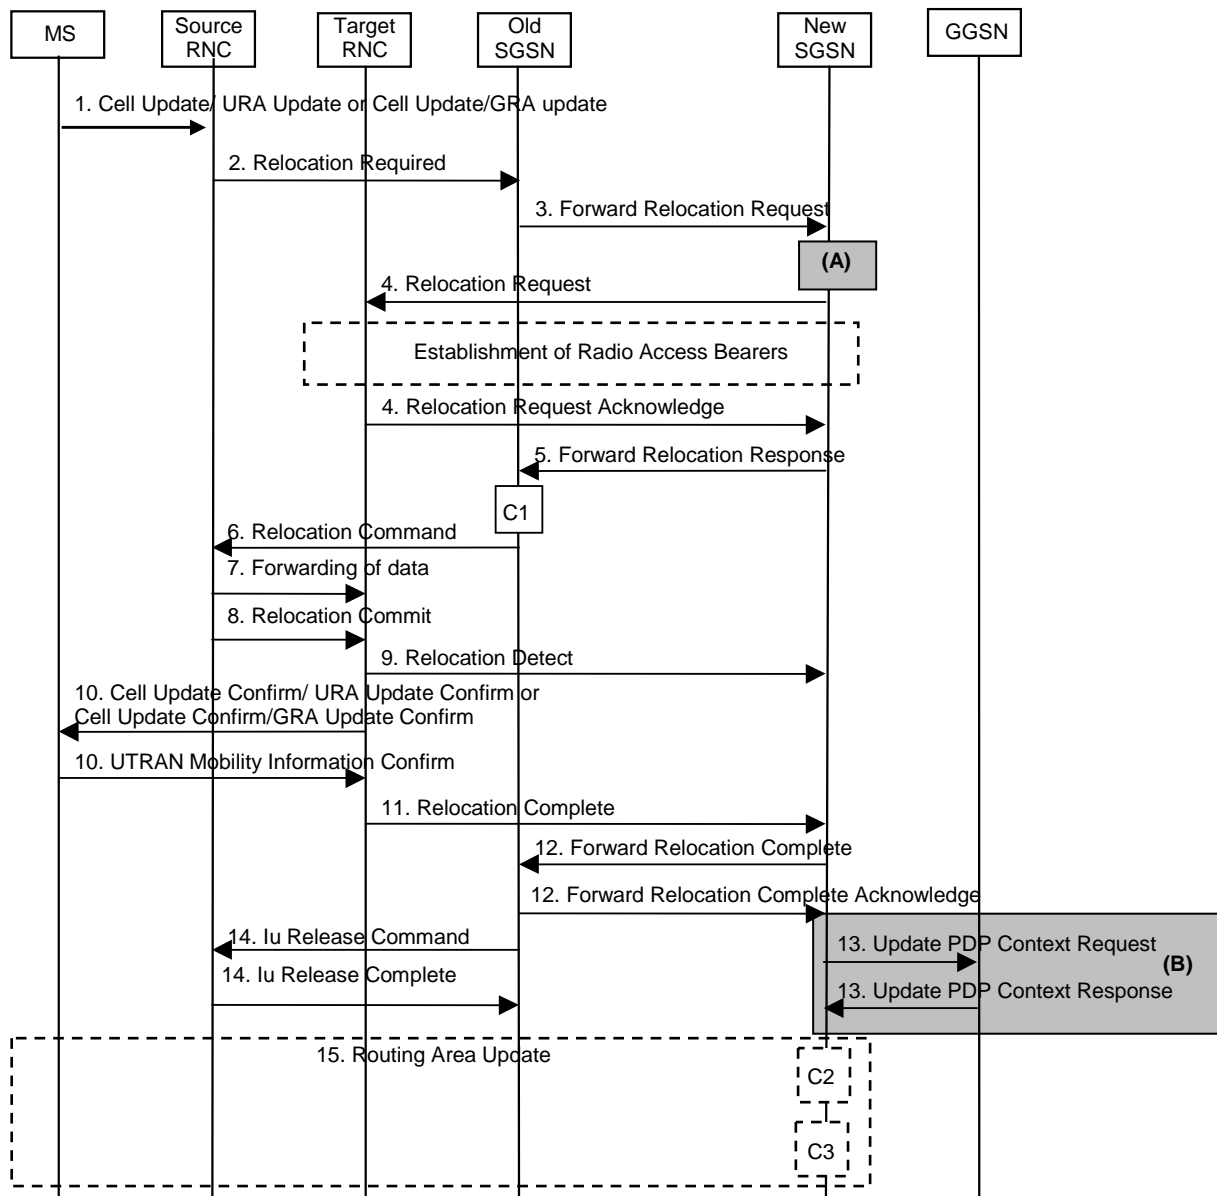 MS
Source
RNC
Target
RNC
Old
SGSN
New
SGSN
GGSN
1. Cell Update/ URA Update or Cell Update/GRA update
2. Relocation Required
3. Forward Relocation Request
(A)
4. Relocation Request
Establishment of Radio Access Bearers
4. Relocation Request Acknowledge
5. Forward Relocation Response
C1
6. Relocation Command
7. Forwarding of data
8. Relocation Commit
9. Relocation Detect
10. Cell Update Confirm/ URA Update Confirm or
Cell Update Confirm/GRA Update Confirm
10. UTRAN Mobility Information Confirm
11. Relocation Complete
12. Forward Relocation Complete
12. Forward Relocation Complete Acknowledge
14. Iu Release Command
13. Update PDP Context Request
(B)
14. Iu Release Complete
13. Update PDP Context Response
15. Routing Area Update
C2
C3